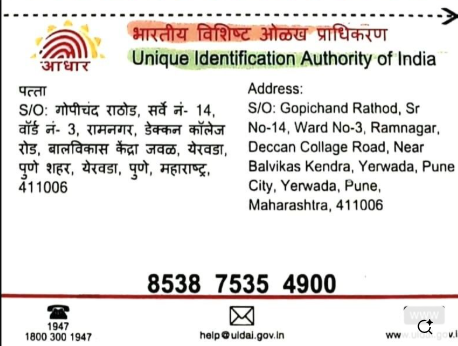 भारतीय विशिष्ट ओळख प्राधिकरण
Unique Identification Authority of India
आधार
पत्ता
S/O: गोपीचंद राठोड, सर्वे नं- 14,
वॉर्ड नं- 3, रामनगर, डेक्कन कॉलेज
रोड, बालविकास केंद्रा जवळ, येरवडा,
पुणे शहर, येरवडा, पुणे, महाराष्ट्र,
411006
Address:
S/O: Gopichand Rathod, Sr
No-14, Ward No-3, Ramnagar,
Deccan Collage Road, Near
Balvikas Kendra, Yerwada, Pune
City, Yerwada, Pune,
Maharashtra, 411006
8538 7535 4900
1947
1800 300 1947
help@uidai.gov.in
www